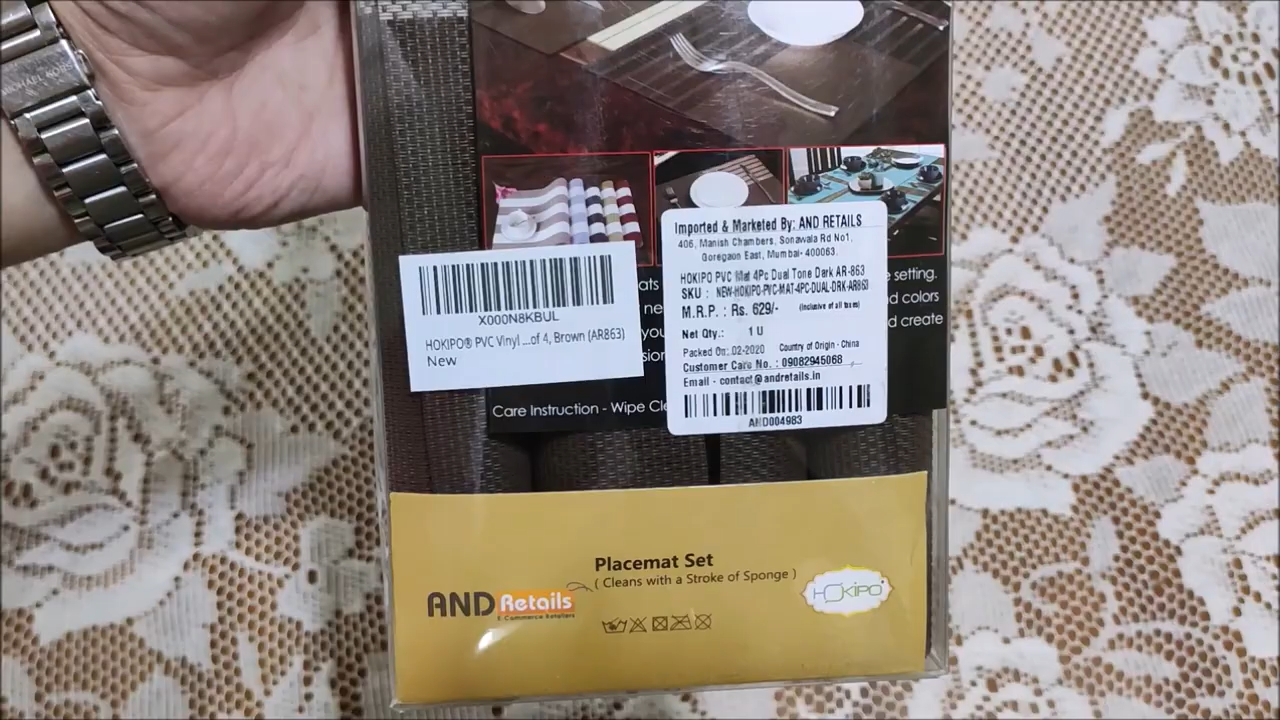 MICHAEL KORS
Imported & Marketed By: AND RETAILS
406, Manish Chambers, Sonawala Rd No1,
Goregaon East, Mumbai- 400063.
HOKIPO PVC Mat 4Pc Dual Tone Dark AR-863
SKU : NEW-HOKIPO-PVC-MAT-4PC-DUAL-DRK-AR863
M.R.P. : Rs. 629/- (Inclusive of all taxes)
Net Qty.: 1 U
Packed On: 02-2020 Country of Origin - China
Customer Care No. : 09082945068
Email - contact@andretails.in
AND004983
X000N8KBUL
HOKIPO® PVC Vinyl ...of 4, Brown (AR863)
New
setting.
colors
create
Care Instruction - Wipe
Placemat Set
( Cleans with a Stroke of Sponge )
AND Retails
E-Commerce Retailers
HOKIPO